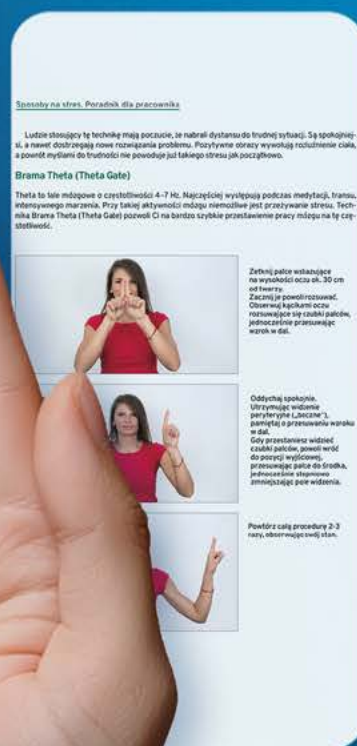 Sposoby na stres. Poradnik dla pracownika
Ludzie stosujący tę technikę mają poczucie, że nabrali dystansu do trudnej sytuacji. Są spokojniej-
si, a nawet dostrzegają nowe rozwiązania problemu. Pozytywne obrazy wywołują rozluźnienie ciała,
a powrót myślami do trudności nie powoduje już takiego stresu jak początkowo.
Brama Theta (Theta Gate)
Theta to fale mózgowe o częstotliwości 4–7 Hz. Najczęściej występują podczas medytacji, transu,
intensywnego marzenia. Przy takiej aktywności mózgu niemożliwe jest przeżywanie stresu. Tech-
nika Brama Theta (Theta Gate) pozwoli Ci na bardzo szybkie przestawienie pracy mózgu na tę czę-
stotliwość.
Zetknij palce wskazujące
na wysokości oczu ok. 30 cm
od twarzy.
Zacznij je powoli rozsuwać.
Obserwuj kącikami oczu
rozsuwające się czubki palców,
jednocześnie przesuwając
wzrok w dal.
Oddychaj spokojnie.
Utrzymując widzenie
peryferyjne („boczne”),
pamiętaj o przesuwaniu wzroku
w dal.
Gdy przestaniesz widzieć
czubki palców, powoli wróć
do pozycji wyjściowej,
przesuwając palce do środka,
jednocześnie stopniowo
zmniejszając pole widzenia.
Powtórz całą procedurę 2-3
razy, obserwując swój stan.